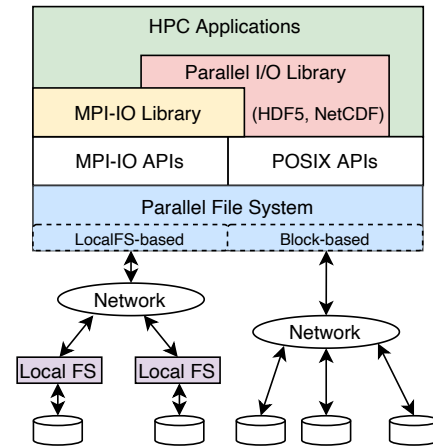 HPC Applications
Parallel I/O Library
MPI-IO Library
(HDF5, NetCDF)
MPI-IO APIs
POSIX APIs
Parallel File System
LocalFS-based
Block-based
Network
Network
Local FS
Local FS